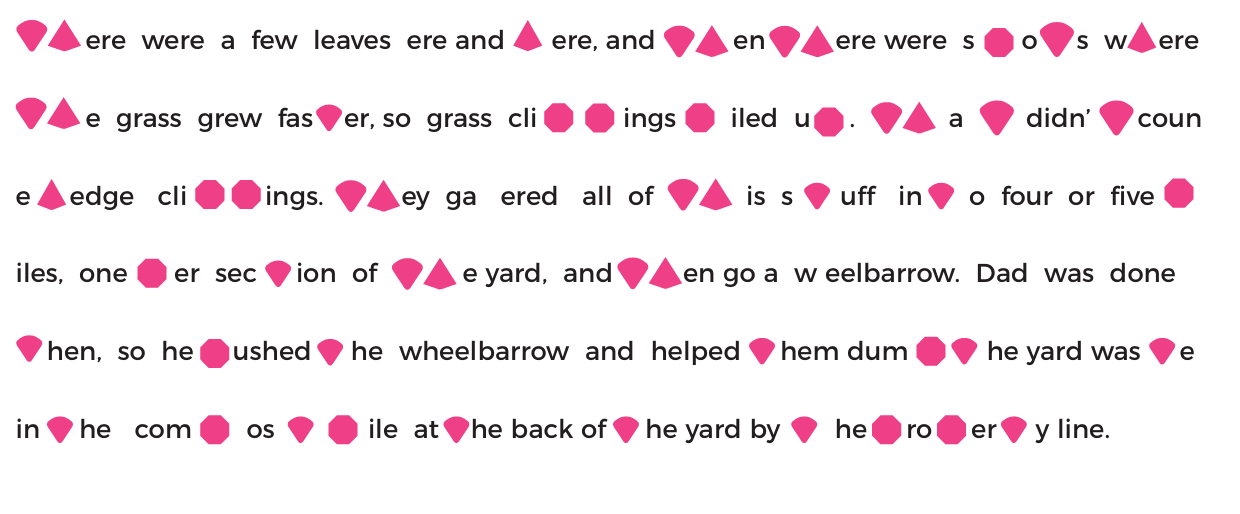 ere were a few leaves ere and ere, and en ere were s o s w ere
e grass grew fas er, so grass cli ings iled u . a didn' coun
e edge cli ings. ey ga ered all of is s uff in o four or five
iles, one er sec ion of e yard, and en go a w eelbarrow. Dad was done
hen, so he ushed he wheelbarrow and helped hem dum he yard was e
in he com os ile at he back of he yard by he ro er y line.